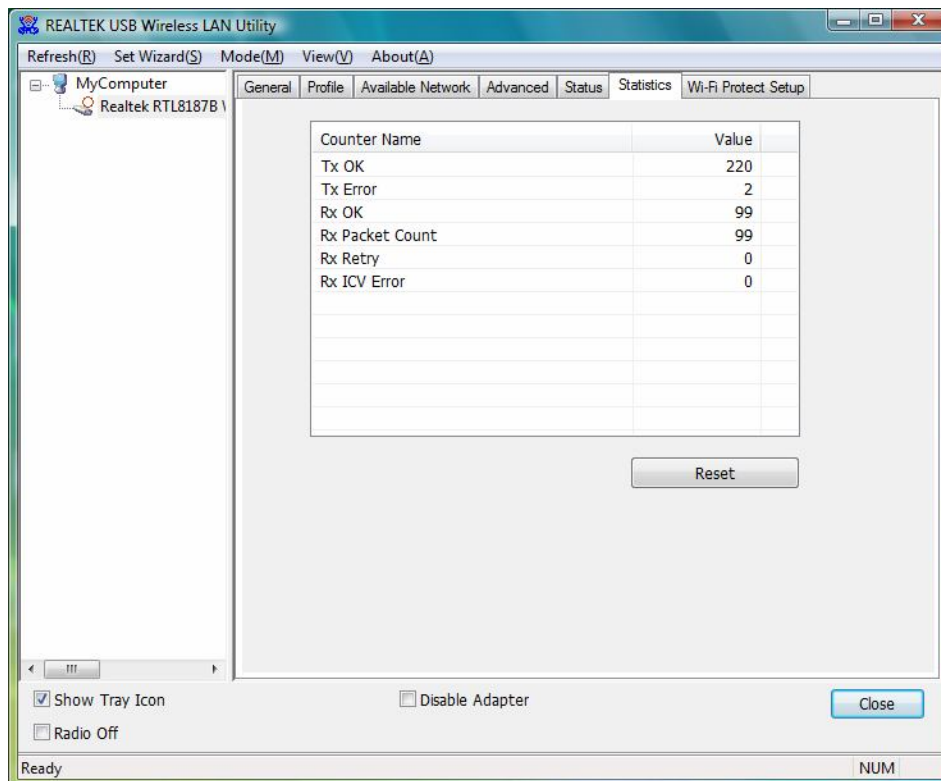 REALTEK USB Wireless LAN Utility
Refresh(R) Set Wizard(S) Mode(M) View(V) About(A)
MyComputer
Realtek RTL8187B
General Profile Available Network Advanced Status Statistics Wi-Fi Protect Setup
Counter Name Value
Tx OK 220
Tx Error 2
Rx OK 99
Rx Packet Count 99
Rx Retry 0
Rx ICV Error 0
Reset
Show Tray Icon Disable Adapter Close
Radio Off
Ready NUM